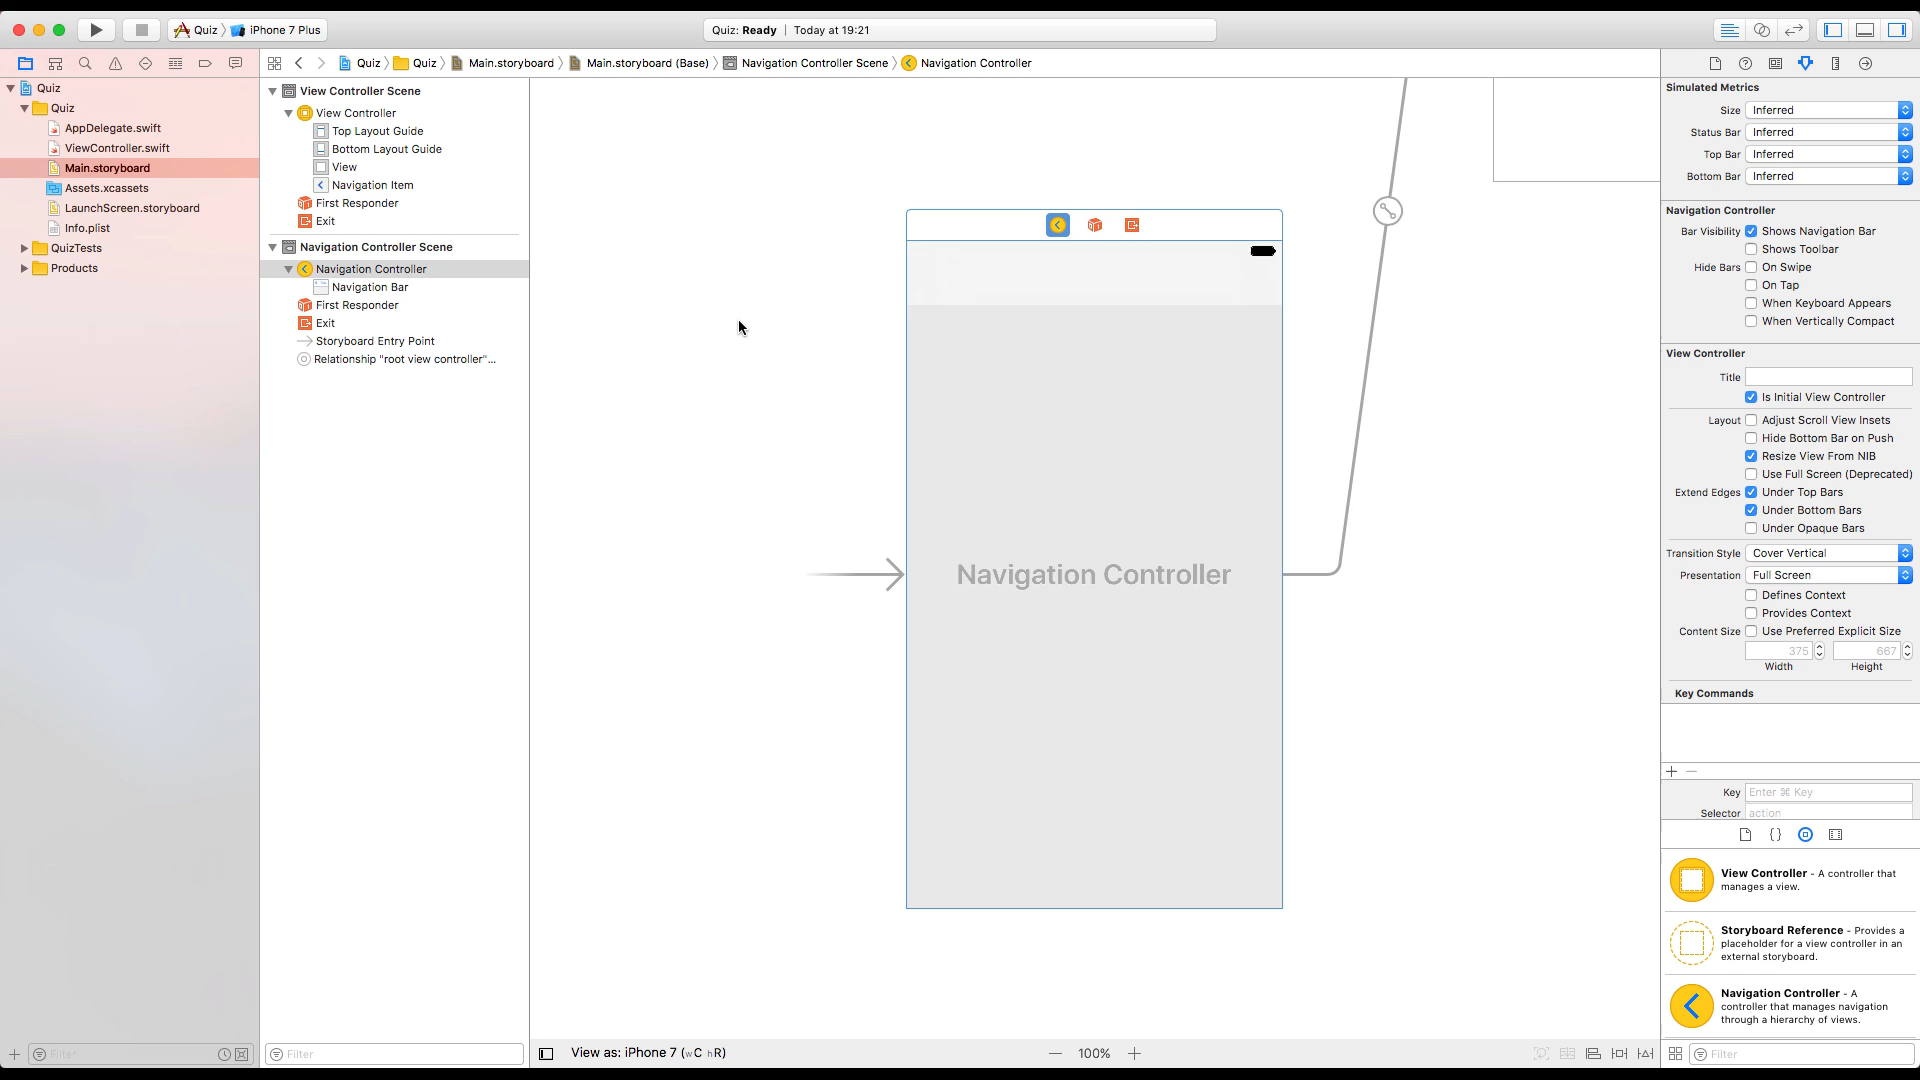 Quiz
iPhone 7 Plus
Quiz: Ready
Today at 19:21
Quiz
Quiz
Main.storyboard
Main.storyboard (Base)
Navigation Controller Scene
Navigation Controller
Quiz
Quiz
AppDelegate.swift
ViewController.swift
Main.storyboard
Assets.xcassets
LaunchScreen.storyboard
Info.plist
QuizTests
Products
Filter
View Controller Scene
View Controller
Top Layout Guide
Bottom Layout Guide
View
Navigation Item
First Responder
Exit
Navigation Controller Scene
Navigation Controller
Navigation Bar
First Responder
Exit
Storyboard Entry Point
Relationship "root view controller"...
Filter
Navigation Controller
View as: iPhone 7 (wC hR)
100%
Simulated Metrics
Size Inferred
Status Bar Inferred
Top Bar Inferred
Bottom Bar Inferred
Navigation Controller
Bar Visibility Shows Navigation Bar
Shows Toolbar
Hide Bars On Swipe
On Tap
When Keyboard Appears
When Vertically Compact
View Controller
Title
Is Initial View Controller
Layout Adjust Scroll View Insets
Hide Bottom Bar on Push
Resize View From NIB
Use Full Screen (Deprecated)
Extend Edges Under Top Bars
Under Bottom Bars
Under Opaque Bars
Transition Style Cover Vertical
Presentation Full Screen
Defines Context
Provides Context
Content Size Use Preferred Explicit Size
375 667
Width Height
Key Commands
Key Enter ⌘ Key
Selector action
View Controller - A controller that
manages a view.
Storyboard Reference - Provides a
placeholder for a view controller in an
external storyboard.
Navigation Controller - A
controller that manages navigation
through a hierarchy of views.
Filter